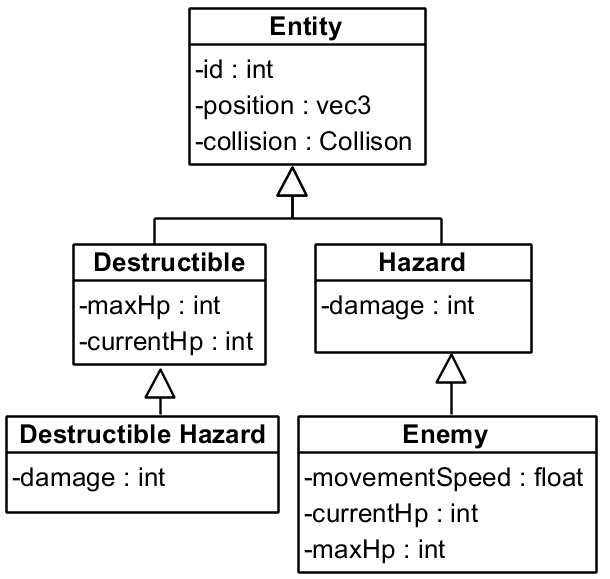 Entity
-id : int
-position : vec3
-collision : Collison
Destructible
-maxHp : int
-currentHp : int
Hazard
-damage : int
Destructible Hazard
-damage : int
Enemy
-movementSpeed : float
-currentHp : int
-maxHp : int